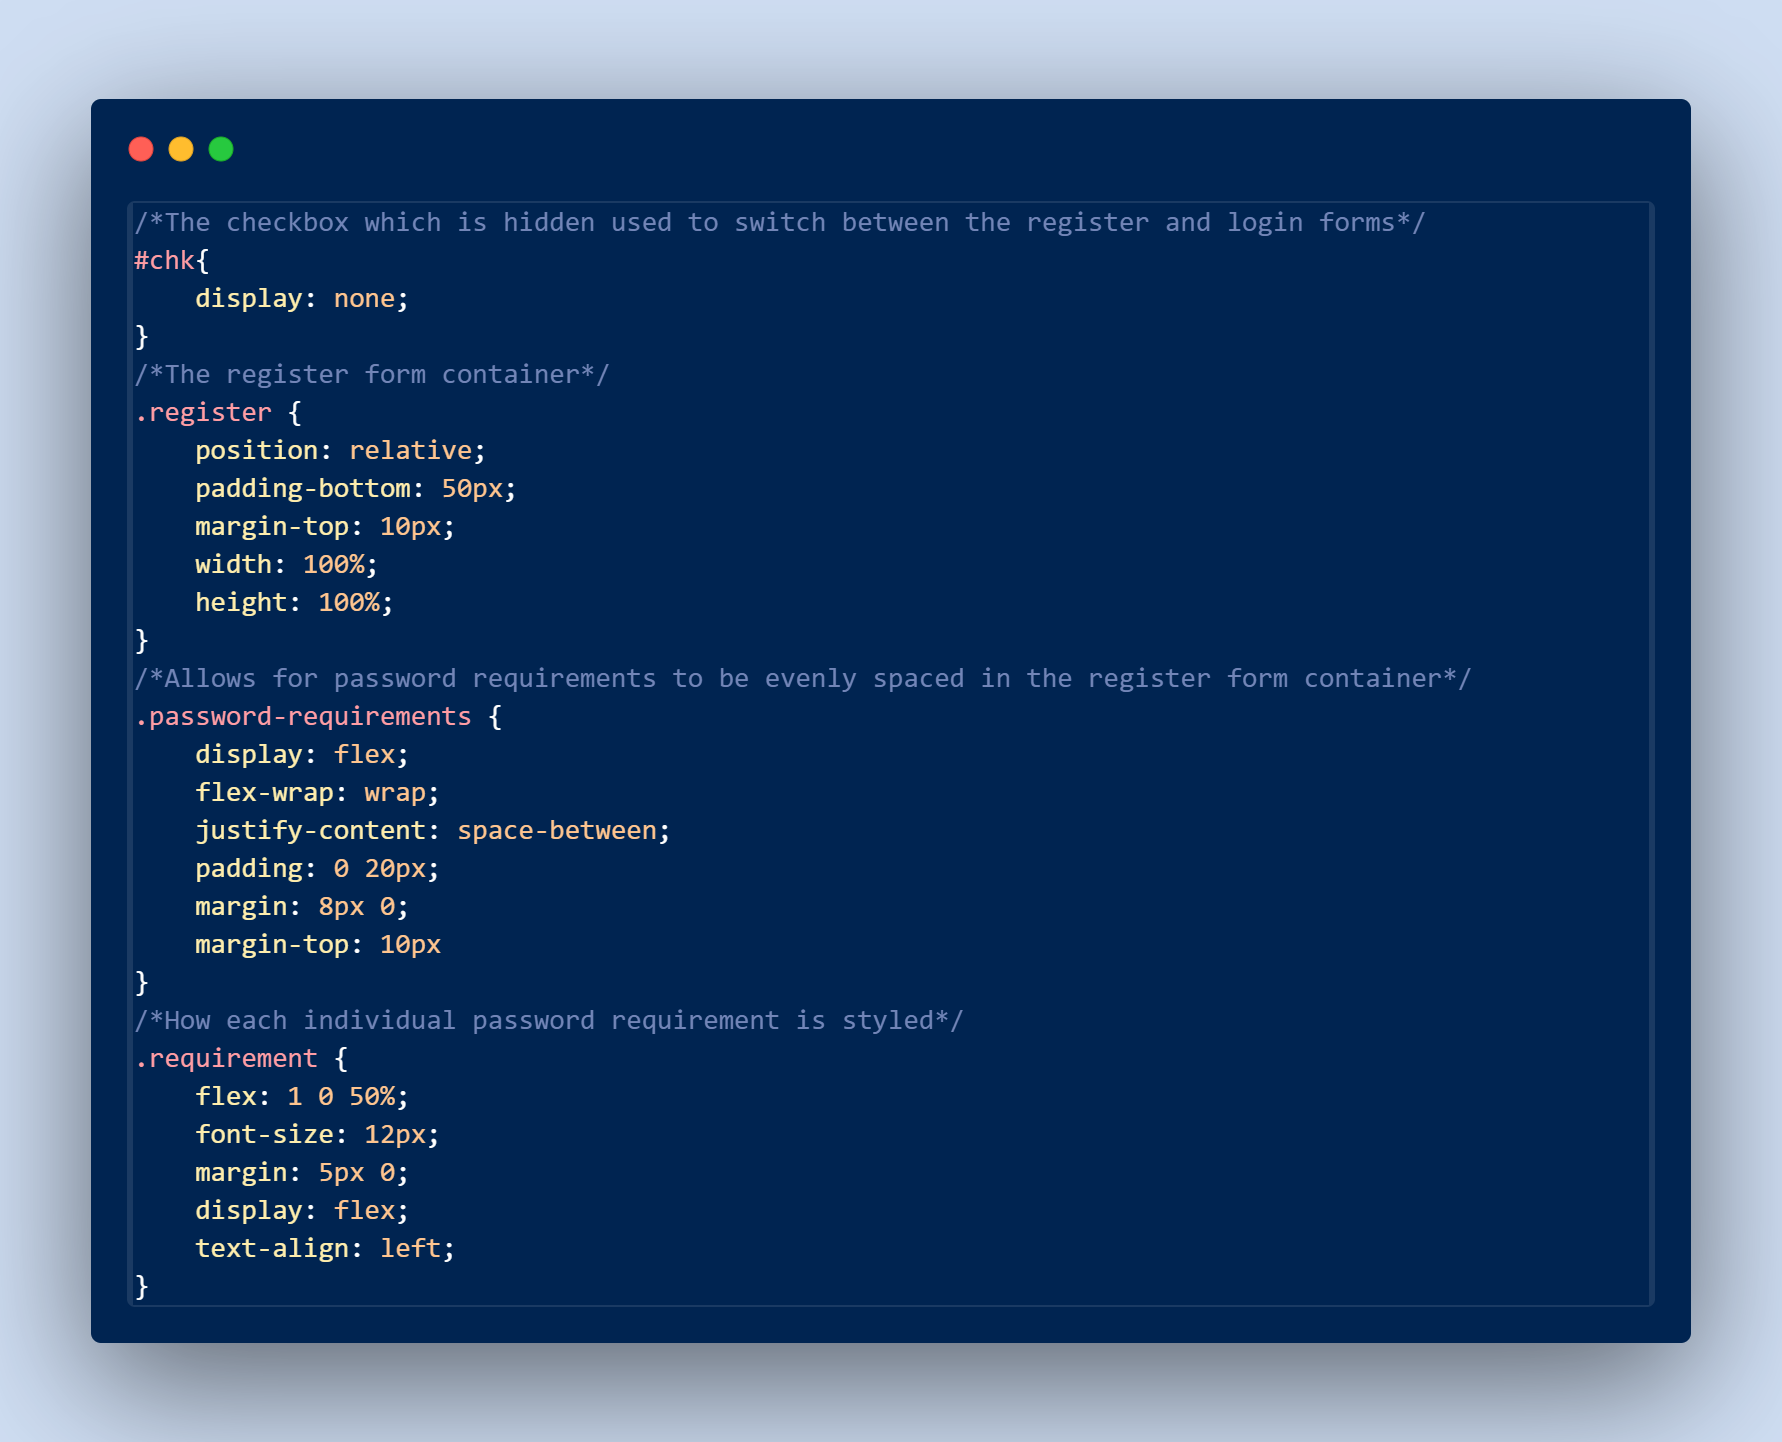 /*The checkbox which is hidden used to switch between the register and login forms*/
#chk{
    display: none;
}
/*The register form container*/
.register {
    position: relative;
    padding-bottom: 50px;
    margin-top: 10px;
    width: 100%;
    height: 100%;
}
/*Allows for password requirements to be evenly spaced in the register form container*/
.password-requirements {
    display: flex;
    flex-wrap: wrap;
    justify-content: space-between;
    padding: 0 20px;
    margin: 8px 0;
    margin-top: 10px
}
/*How each individual password requirement is styled*/
.requirement {
    flex: 1 0 50%;
    font-size: 12px;
    margin: 5px 0;
    display: flex;
    text-align: left;
}